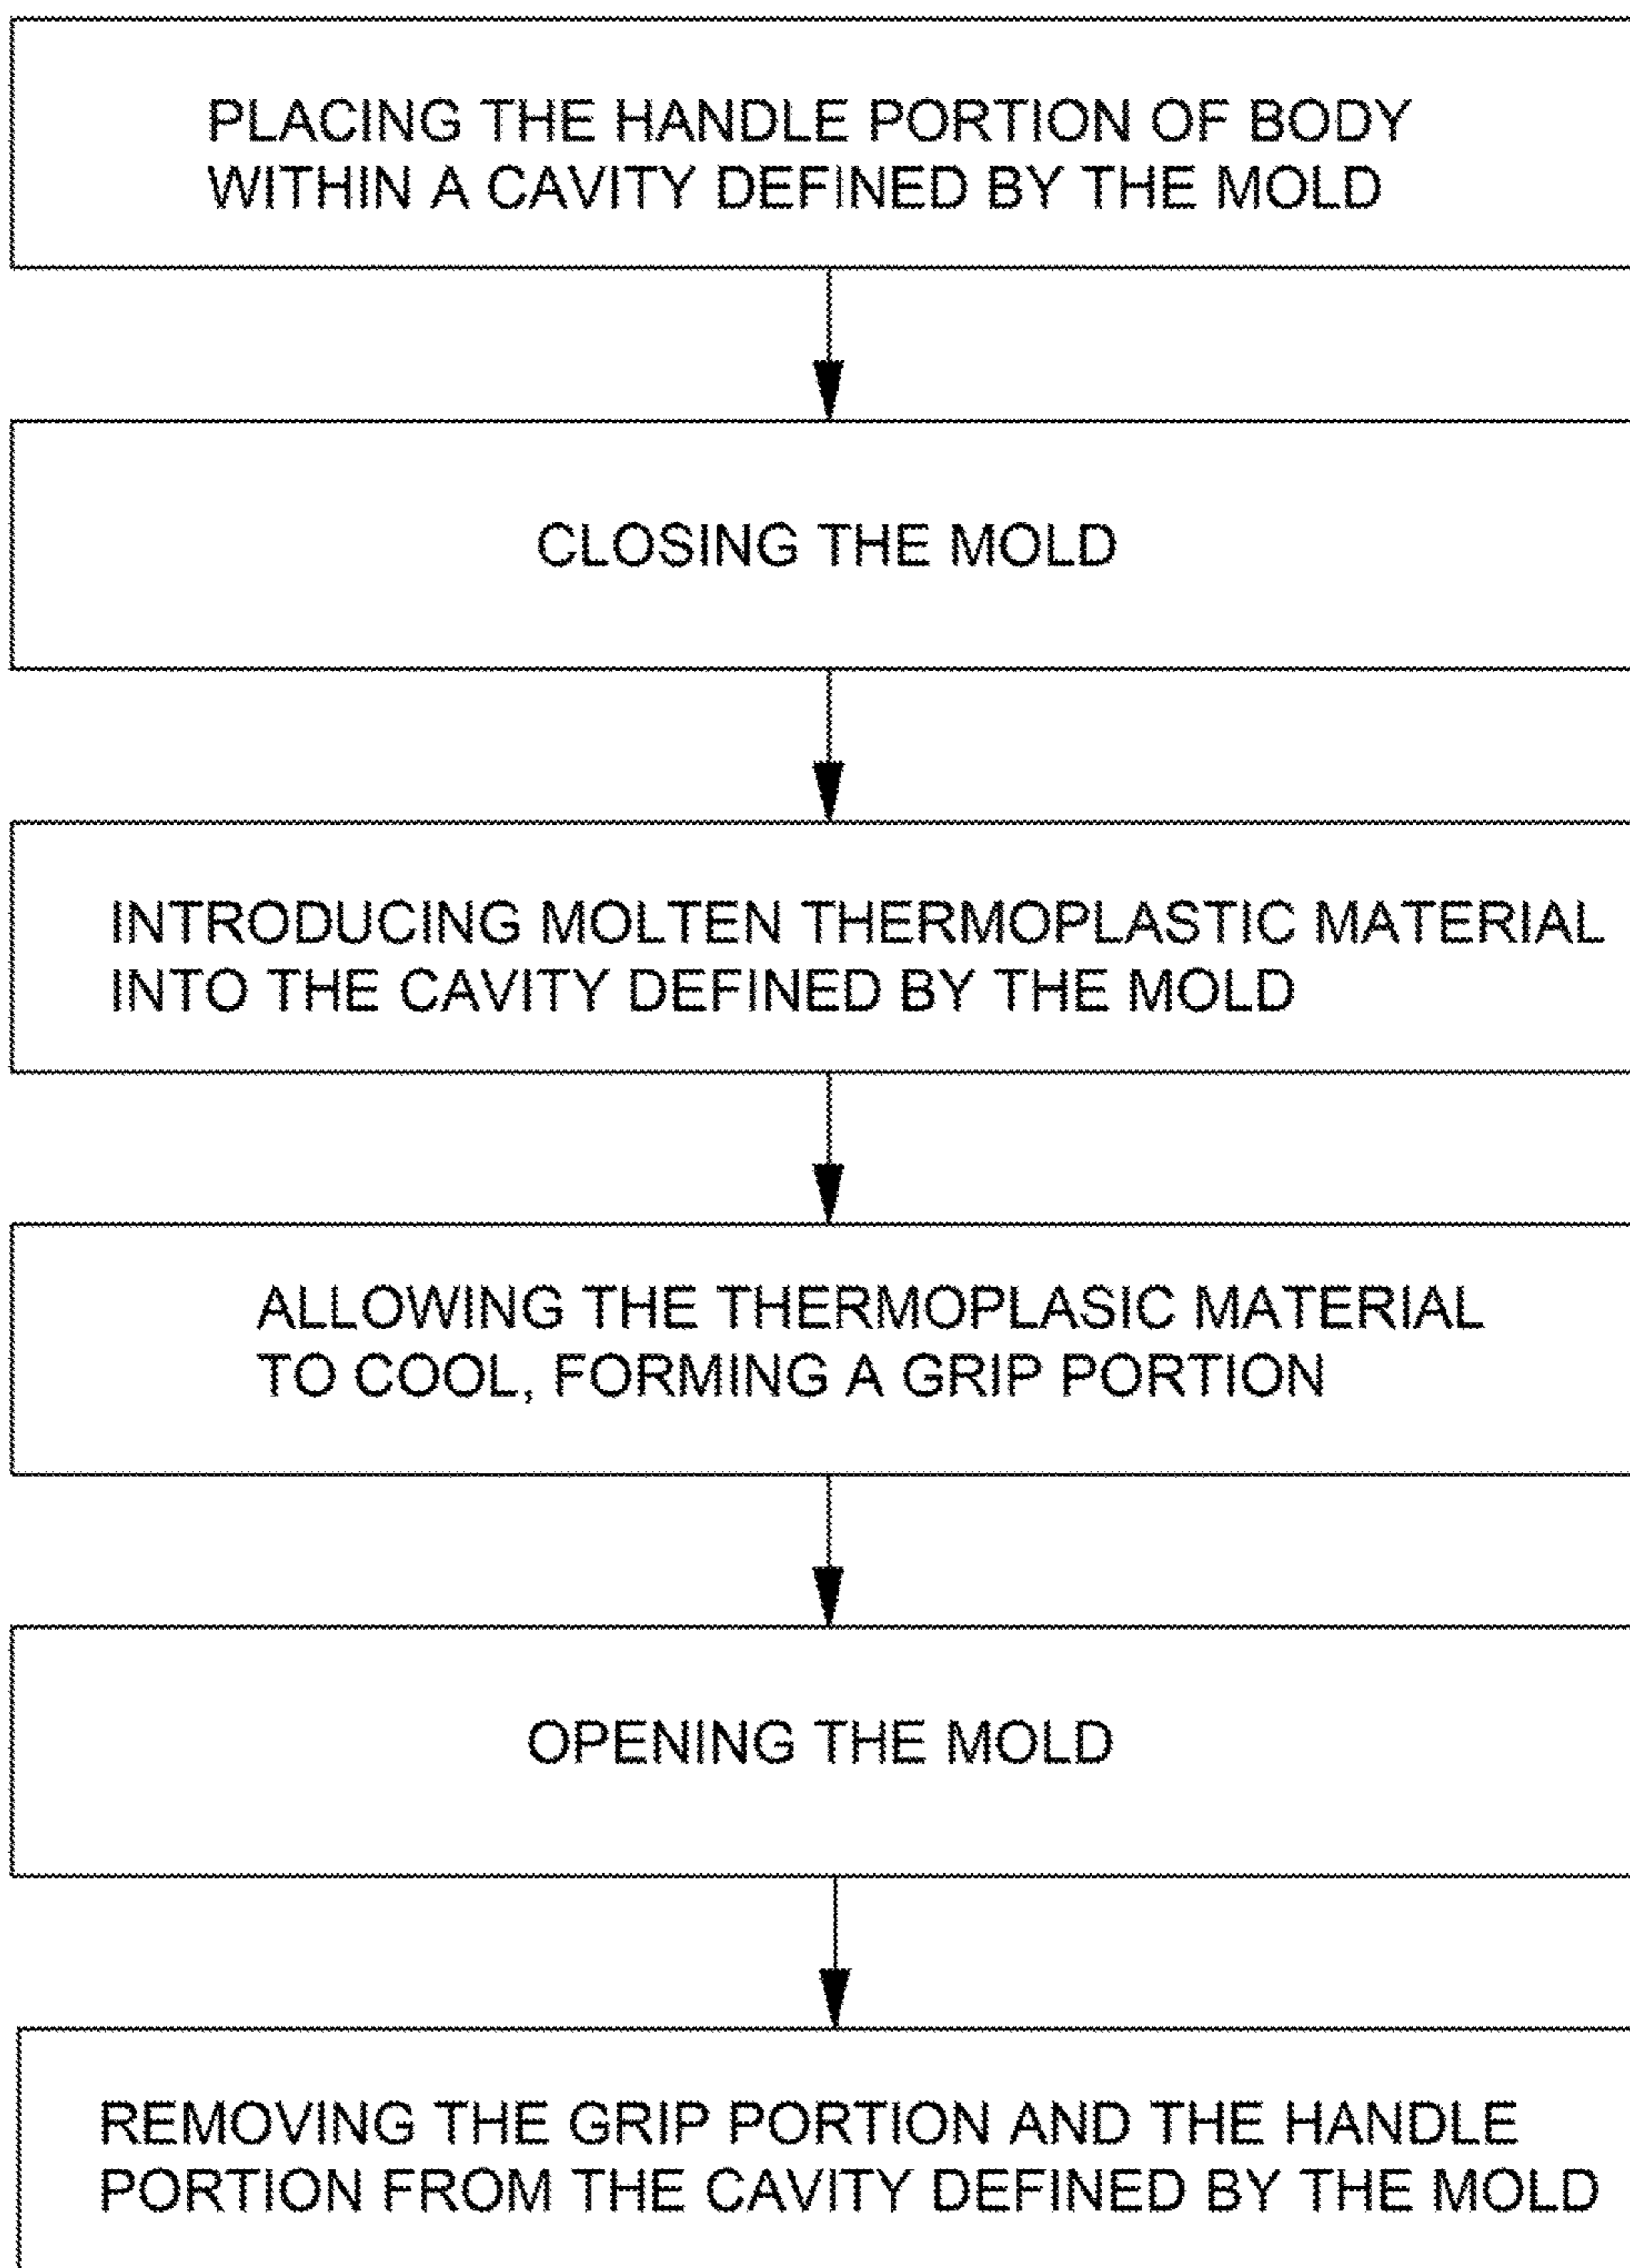 PLACING THE HANDLE PORTION OF BODY
WITHIN A CAVITY DEFINED BY THE MOLD
CLOSING THE MOLD
INTRODUCING MOLTEN THERMOPLASTIC MATERIAL
INTO THE CAVITY DEFINED BY THE MOLD
ALLOWING THE THERMOPLASIC MATERIAL
TO COOL, FORMING A GRIP PORTION
OPENING THE MOLD
REMOVING THE GRIP PORTION AND THE HANDLE
PORTION FROM THE CAVITY DEFINED BY THE MOLD